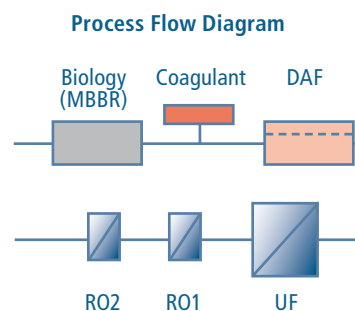 Process Flow Diagram
Biology
(MBBR)
Coagulant
DAF
RO2
RO1
UF